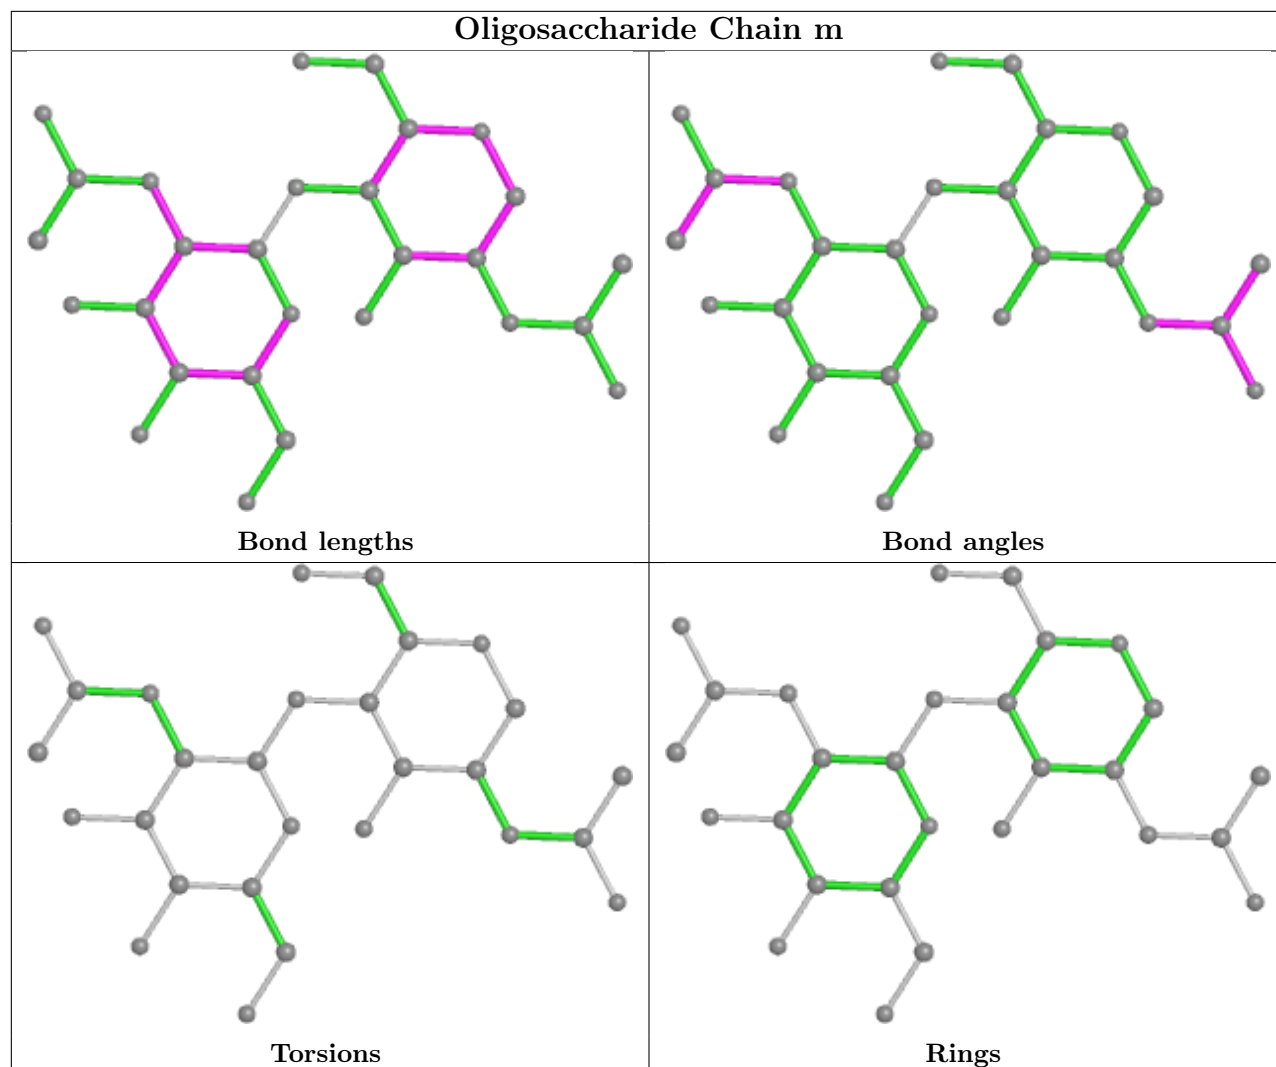 Oligosaccharide Chain m
Bond lengths
Bond angles
Torsions
Rings